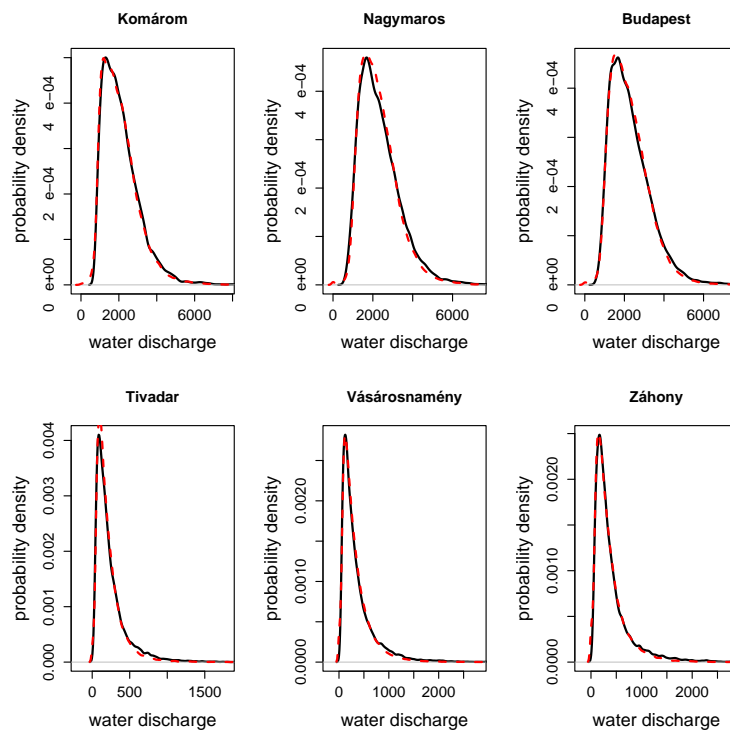 Komárom
Nagymaros
Budapest
probability density
0 e+00 2 e−04 4 e−04
0 2000 6000
water discharge
probability density
0 e+00 2 e−04 4 e−04
0 2000 6000
water discharge
probability density
0 e+00 2 e−04 4 e−04
0 2000 6000
water discharge
Tivadar
Vásárosnamény
Záhony
probability density
0.000 0.001 0.002 0.003 0.004
0 500 1500
water discharge
probability density
0.0000 0.0010 0.0020
0 1000 2000
water discharge
probability density
0.0000 0.0010 0.0020
0 1000 2000
water discharge